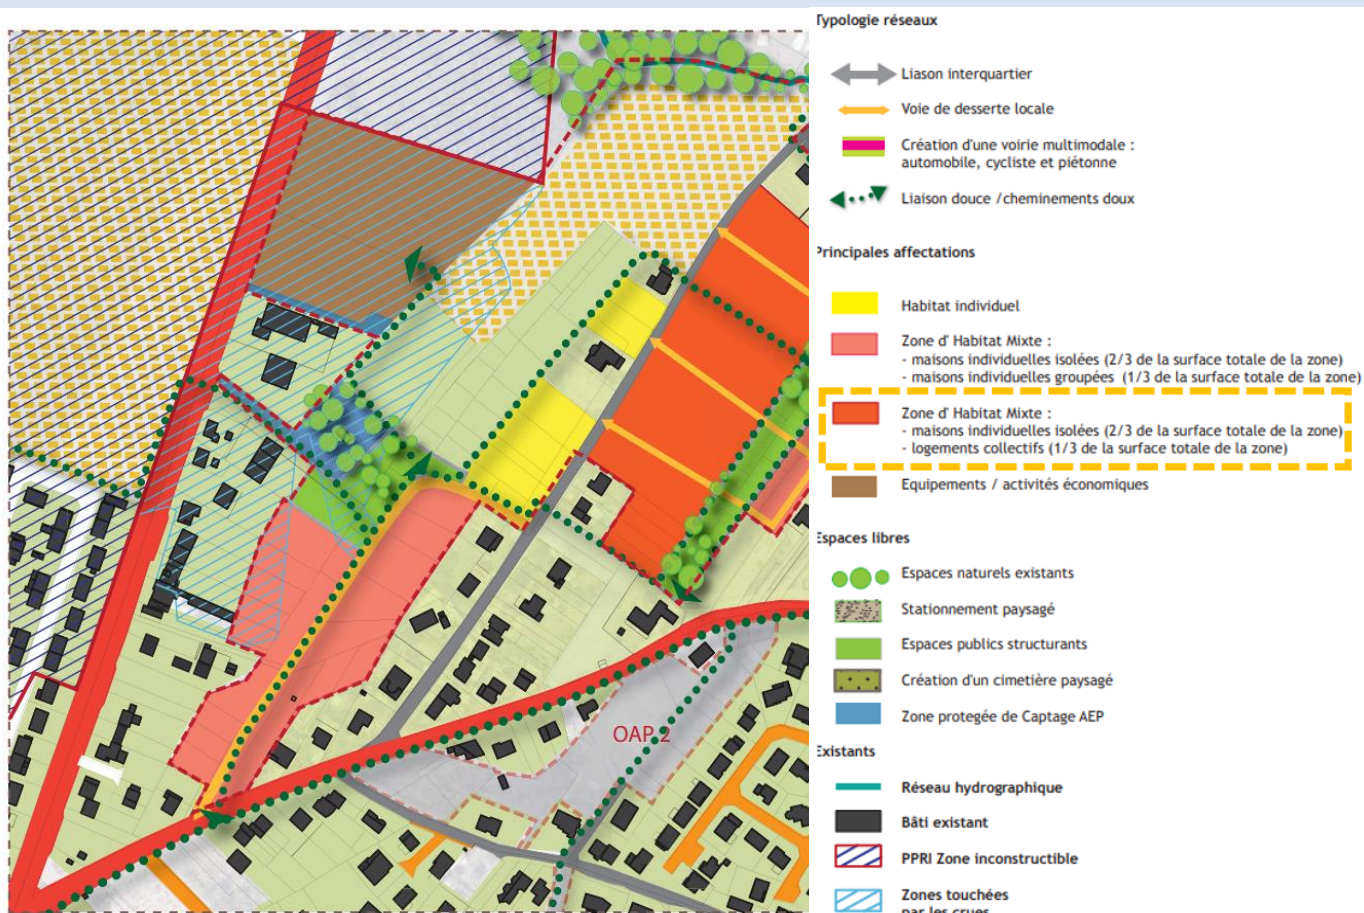 OAP 2
Typologie réseaux
Liason interquartier
Voie de desserte locale
Création d'une voirie multimodale :
automobile, cycliste et piétonne
Liaison douce /cheminements doux
Principales affectations
Habitat individuel
Zone d' Habitat Mixte :
- maisons individuelles isolées (2/3 de la surface totale de la zone)
- maisons individuelles groupées (1/3 de la surface totale de la zone)
Zone d' Habitat Mixte :
- maisons individuelles isolées (2/3 de la surface totale de la zone)
- logements collectifs (1/3 de la surface totale de la zone)
Equipements / activités économiques
Espaces libres
Espaces naturels existants
Stationnement paysagé
Espaces publics structurants
Création d'un cimetière paysagé
Zone protegée de Captage AEP
Existants
Réseau hydrographique
Bâti existant
PPRI Zone inconstructible
Zones touchées
par les crues